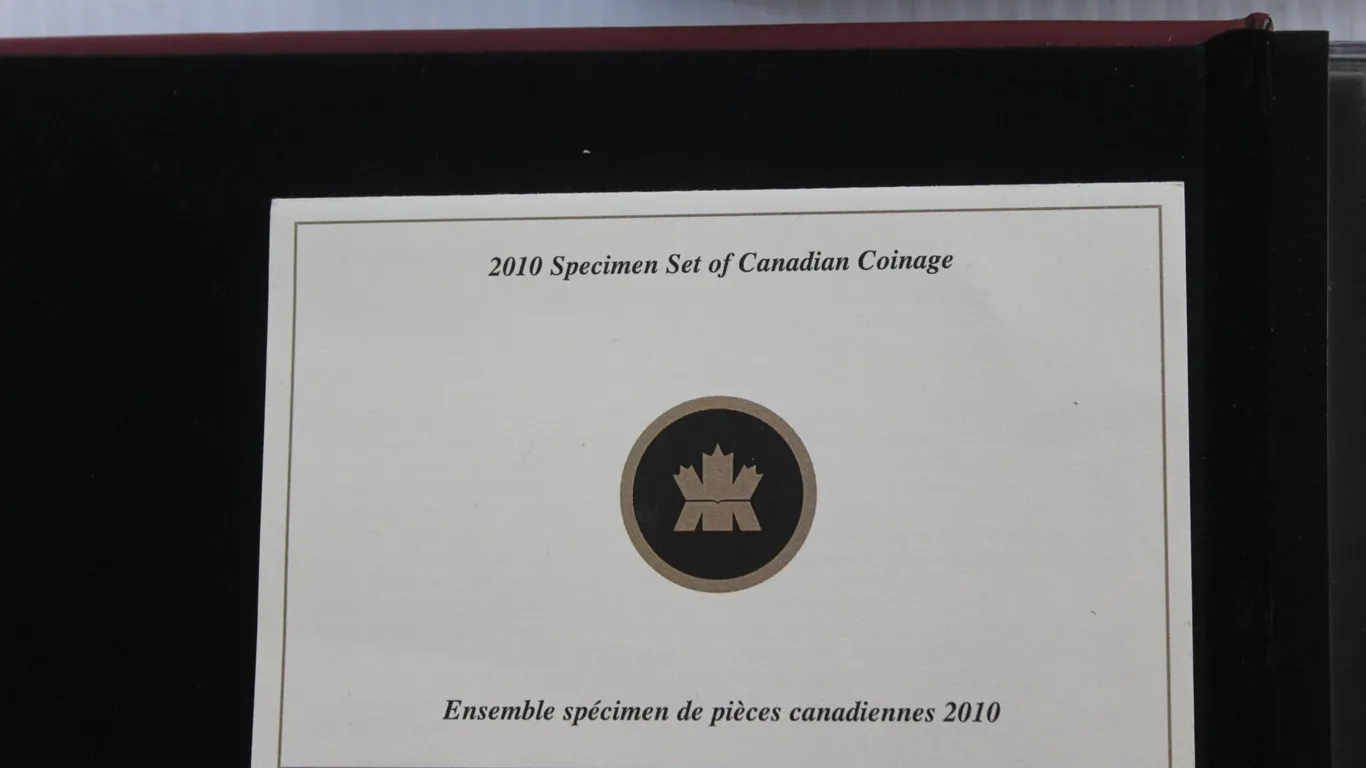 2010 Specimen Set of Canadian Coinage
Ensemble spécimen de pièces canadiennes 2010